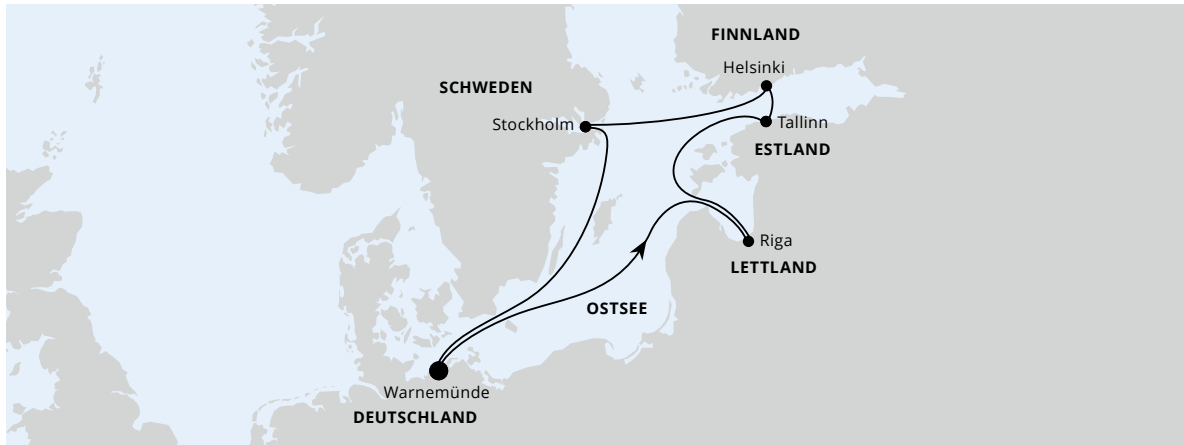 FINNLAND
Helsinki
SCHWEDEN
Stockholm
Tallinn
ESTLAND
Riga
LETTLAND
OSTSEE
Warnemünde
DEUTSCHLAND